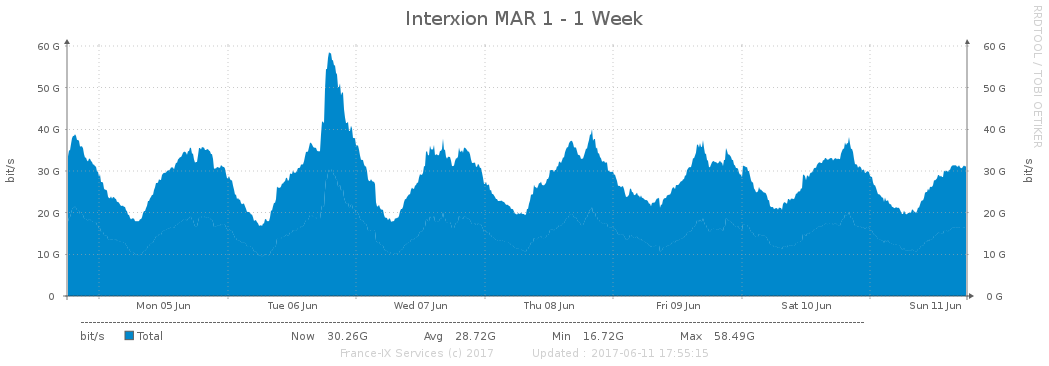 Interxion MAR 1 - 1 Week
RRDTOOL / TOBI OETIKER
bit/s
60 G 60 G
50 G 50 G
40 G 40 G
30 G 30 G
20 G 20 G
10 G 10 G
0 0 G
bit/s
Mon 05 Jun Tue 06 Jun Wed 07 Jun Thu 08 Jun Fri 09 Jun Sat 10 Jun Sun 11 Jun
bit/s Total Now 30.26G Avg 28.72G Min 16.72G Max 58.49G
France-IX Services (c) 2017 Updated : 2017-06-11 17:55:15